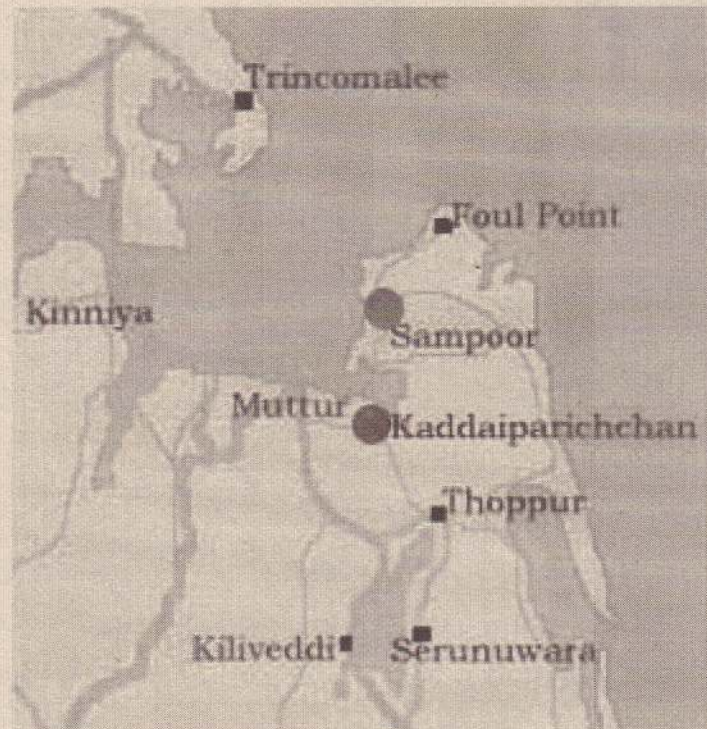 Trincomalee
Foul Point
Kinniya
Sampoor
Muttur
Kaddaiparichchan
Thoppur
Kiliveddi
Serunuwara